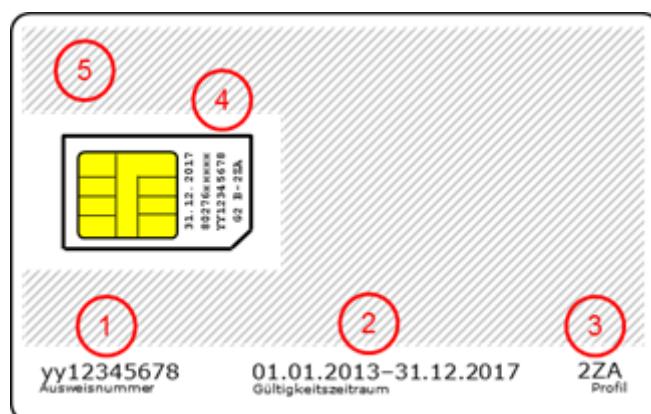 5
4
31.12.2017
80276xxxxx
YY12345678
G2 B-2ZA
1
2
3
yy12345678
01.01.2013–31.12.2017
2ZA
Ausweisnummer
Gültigkeitszeitraum
Profil